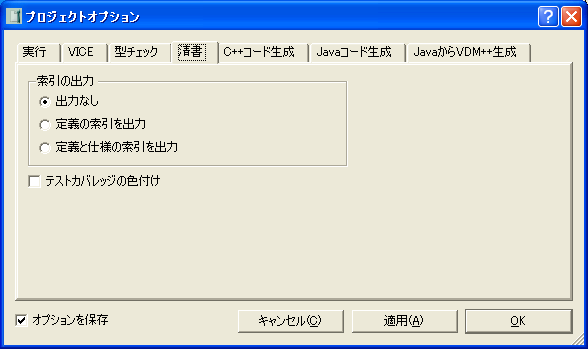 プロジェクトオプション
実行 VICE 型チェック 清書 C++コード生成 Javaコード生成 JavaからVDM++生成
索引の出力
出力なし
定義の索引を出力
定義と仕様の索引を出力
テストカバレッジの色付け
オプションを保存 キャンセル(C) 適用(A) OK